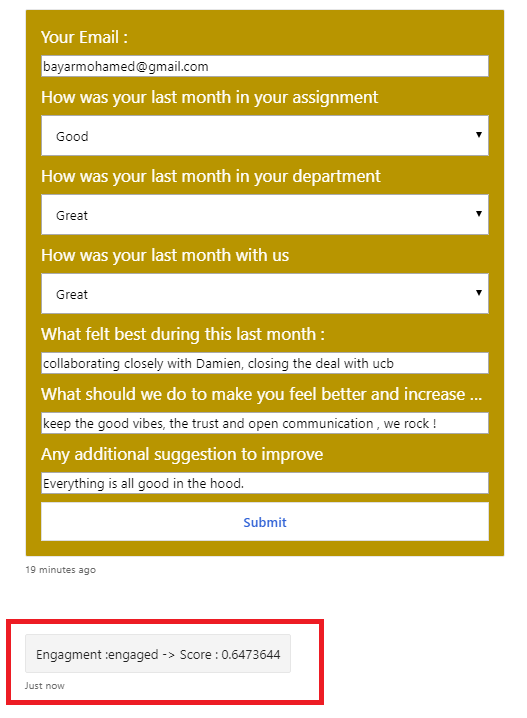 Your Email :
bayarmohamed@gmail.com
How was your last month in your assignment
Good
How was your last month in your department
Great
How was your last month with us
Great
What felt best during this last month :
collaborating closely with Damien, closing the deal with ucb
What should we do to make you feel better and increase ...
keep the good vibes, the trust and open communication , we rock !
Any additional suggestion to improve
Everything is all good in the hood.
Submit
19 minutes ago
Engagment :engaged -> Score : 0.6473644
Just now